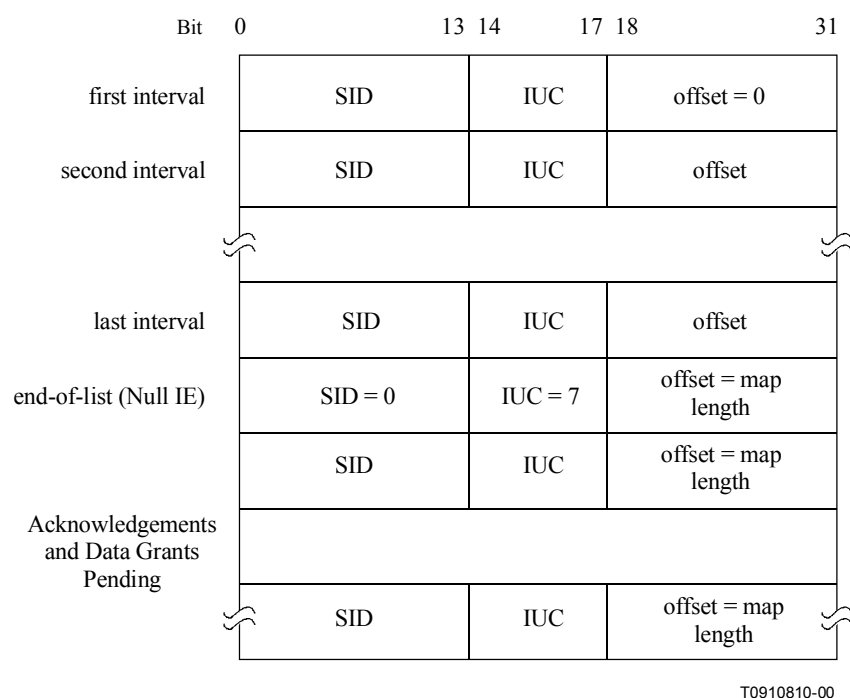 Bit 0 13 14 17 18 31
first interval SID IUC offset = 0
second interval SID IUC offset
last interval SID IUC offset
end-of-list (Null IE) SID = 0 IUC = 7 offset = map
length
SID IUC offset = map
length
Acknowledgements
and Data Grants
Pending
SID IUC offset = map
length
T0910810-00